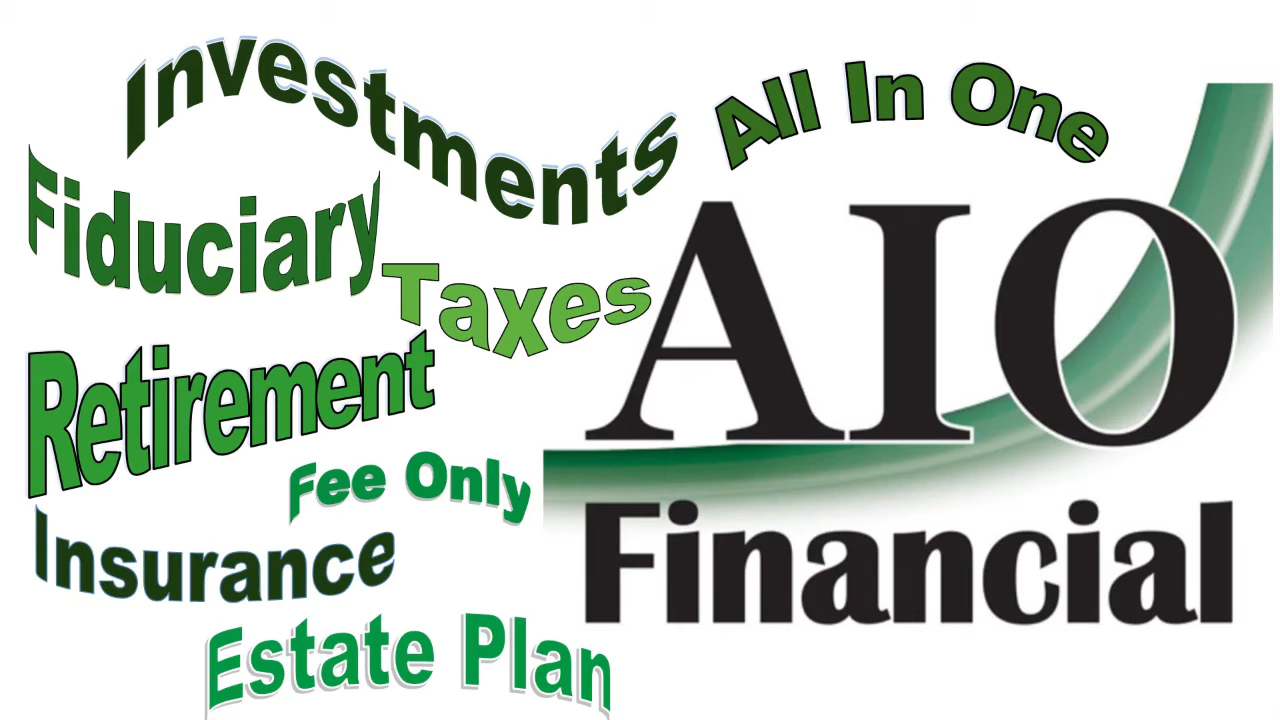 Investments
Fiduciary
Taxes
Retirement
Fee Only
Insurance
Estate Plan
All In One
AIO
Financial